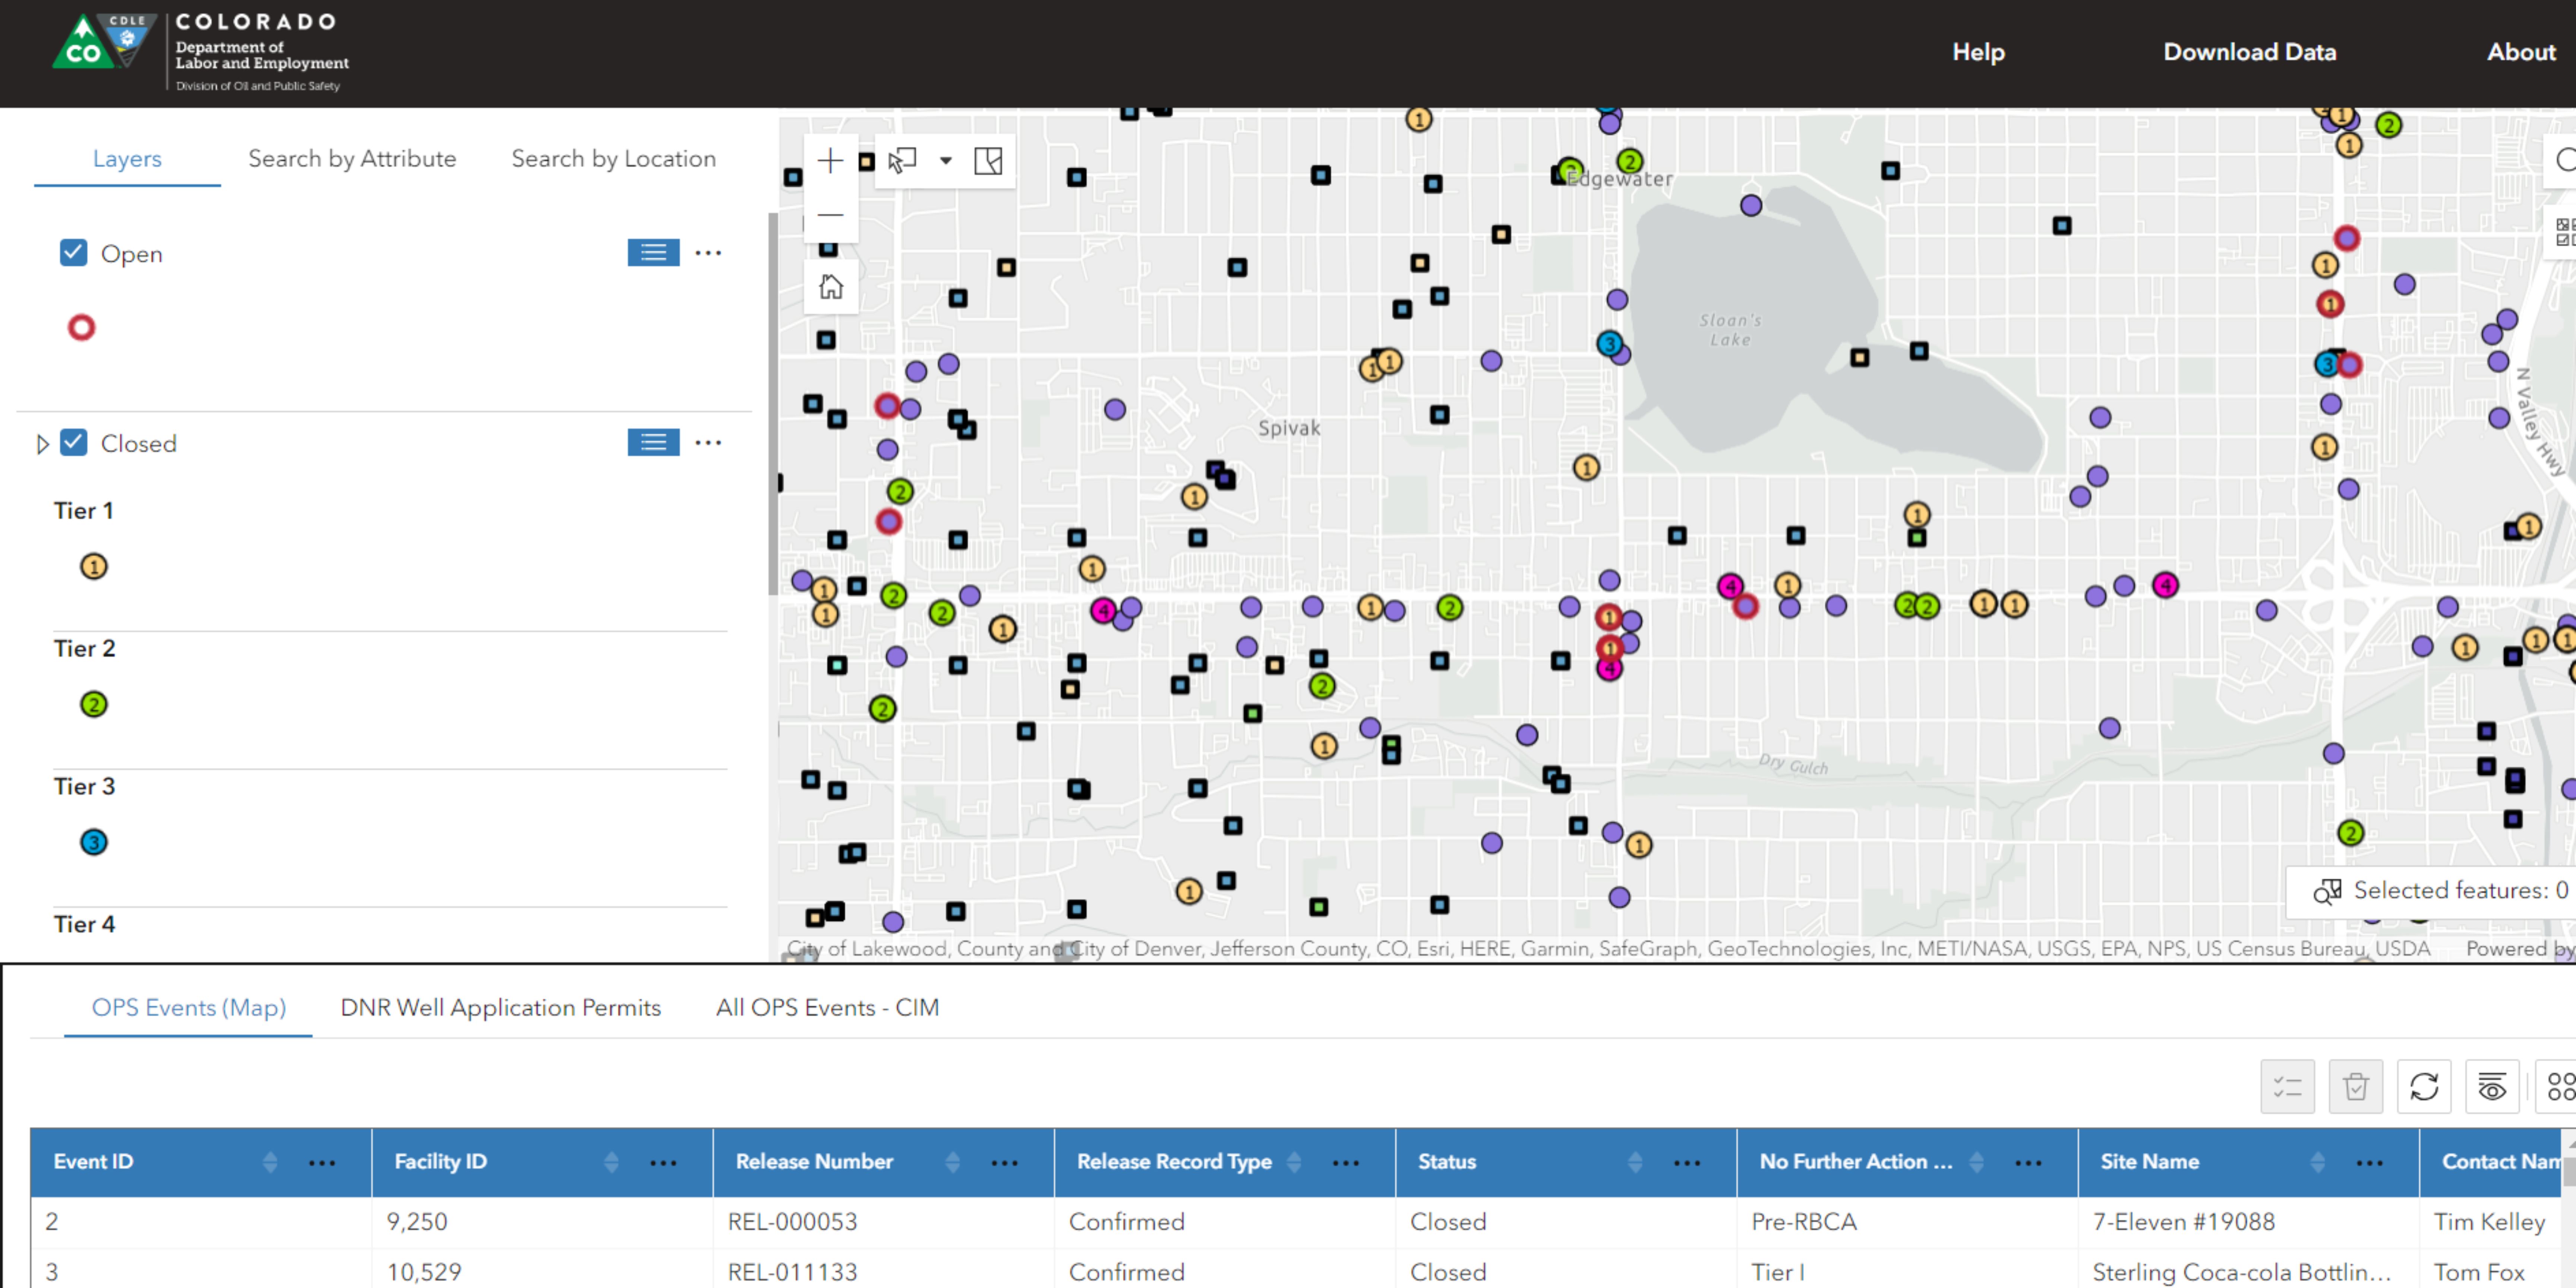 CDLE
CO
COLORADO
Department of
Labor and Employment
Division of Oil and Public Safety
Help
Download Data
About
Layers
Search by Attribute
Search by Location
Open
Closed
Tier 1
1
Tier 2
2
Tier 3
3
Tier 4
Edgewater
Sloan's
Lake
Spivak
N Valley Hwy
Dry Gulch
Selected features: 0
City of Lakewood, County and City of Denver, Jefferson County, CO, Esri, HERE, Garmin, SafeGraph, GeoTechnologies, Inc, METI/NASA, USGS, EPA, NPS, US Census Bureau, USDA Powered by
OPS Events (Map)
DNR Well Application Permits
All OPS Events - CIM
Event ID Facility ID Release Number Release Record Type Status No Further Action ... Site Name Contact Nam
2 9,250 REL-000053 Confirmed Closed Pre-RBCA 7-Eleven #19088 Tim Kelley
3 10,529 REL-011133 Confirmed Closed Tier I Sterling Coca-cola Bottlin... Tom Fox